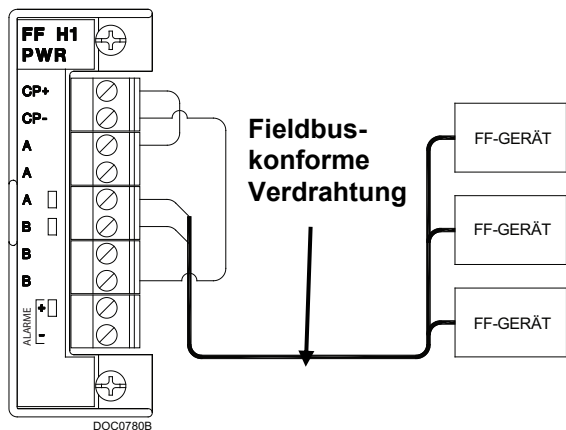 FF H1
PWR
CP+
CP-
A
A
A
B
B
B
ALARME
+
-
Fieldbus-
konforme
Verdrahtung
FF-GERÄT
FF-GERÄT
FF-GERÄT
DOC0780B